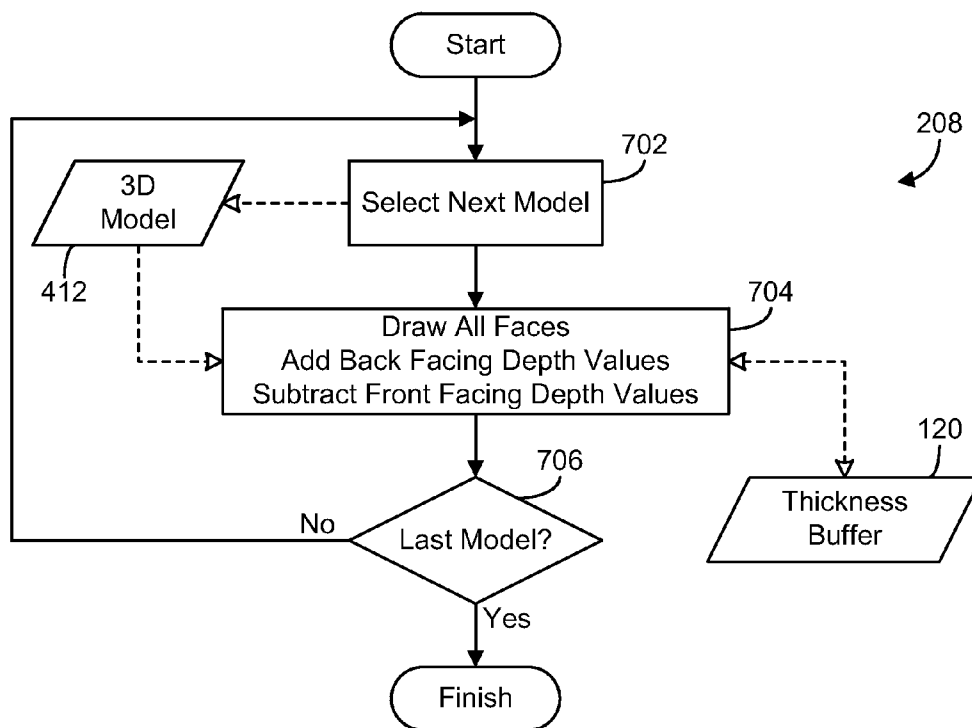 Start
208
702
3D
Model
Select Next Model
412
704
Draw All Faces
Add Back Facing Depth Values
Subtract Front Facing Depth Values
706
120
No
Last Model?
Thickness
Buffer
Yes
Finish